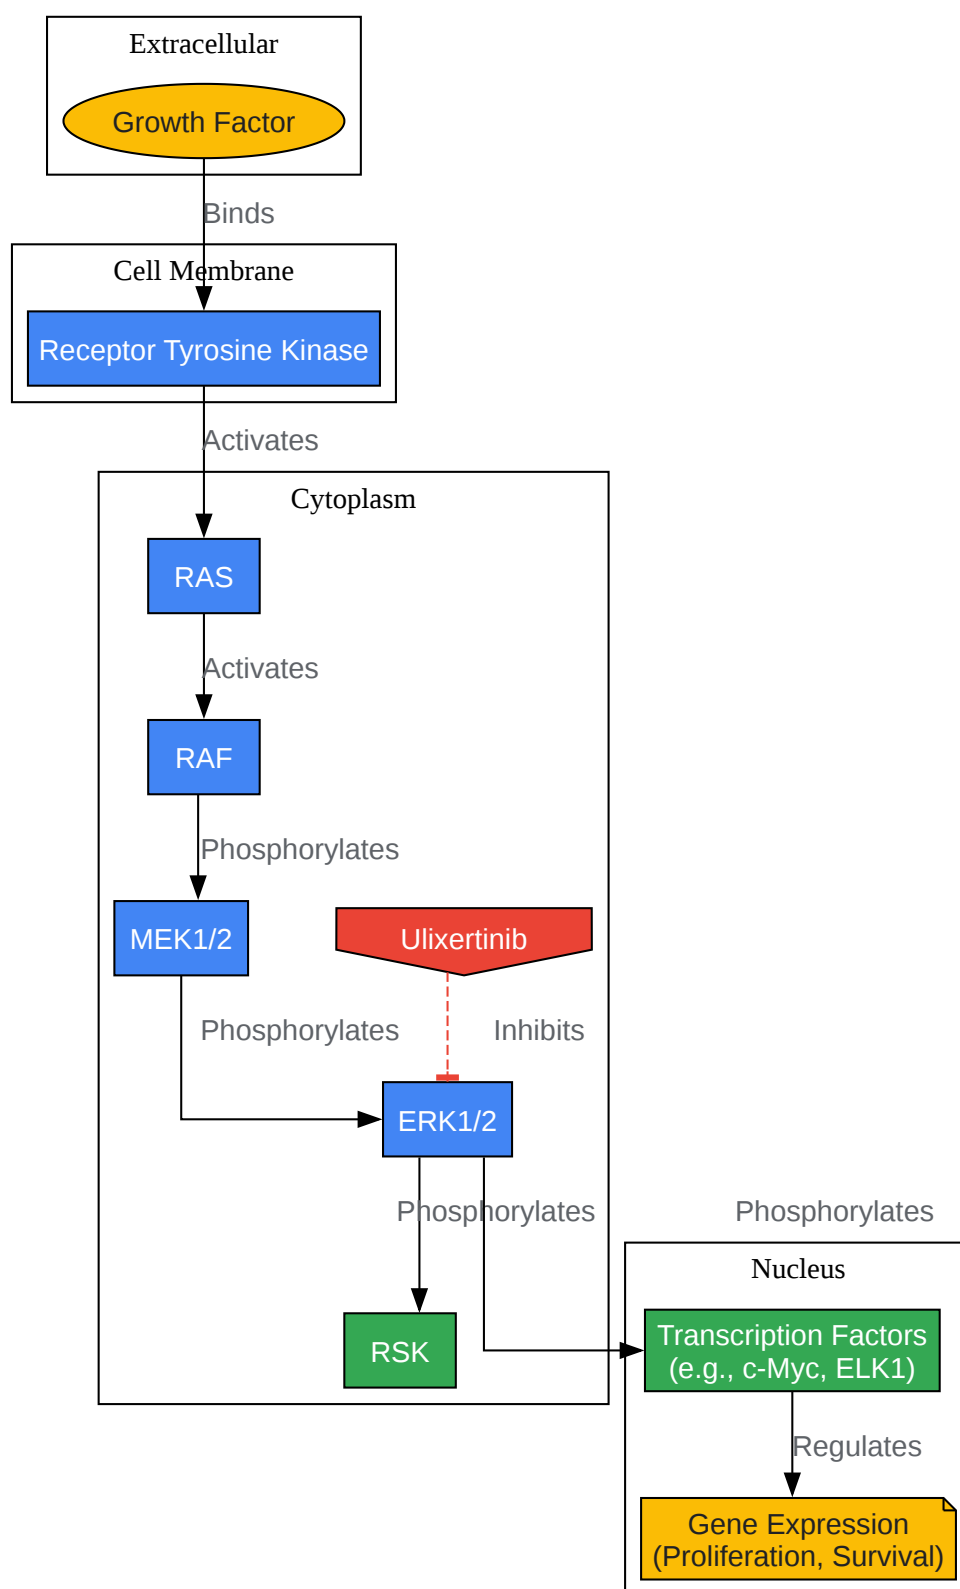 Extracellular
Growth Factor
Binds
Cell Membrane
Receptor Tyrosine Kinase
Activates
Cytoplasm
RAS
Activates
RAF
Phosphorylates
MEK1/2
Ulixertinib
Phosphorylates
Inhibits
ERK1/2
Phosphorylates
Phosphorylates
Nucleus
RSK
Transcription Factors
(e.g., c-Myc, ELK1)
Regulates
Gene Expression
(Proliferation, Survival)